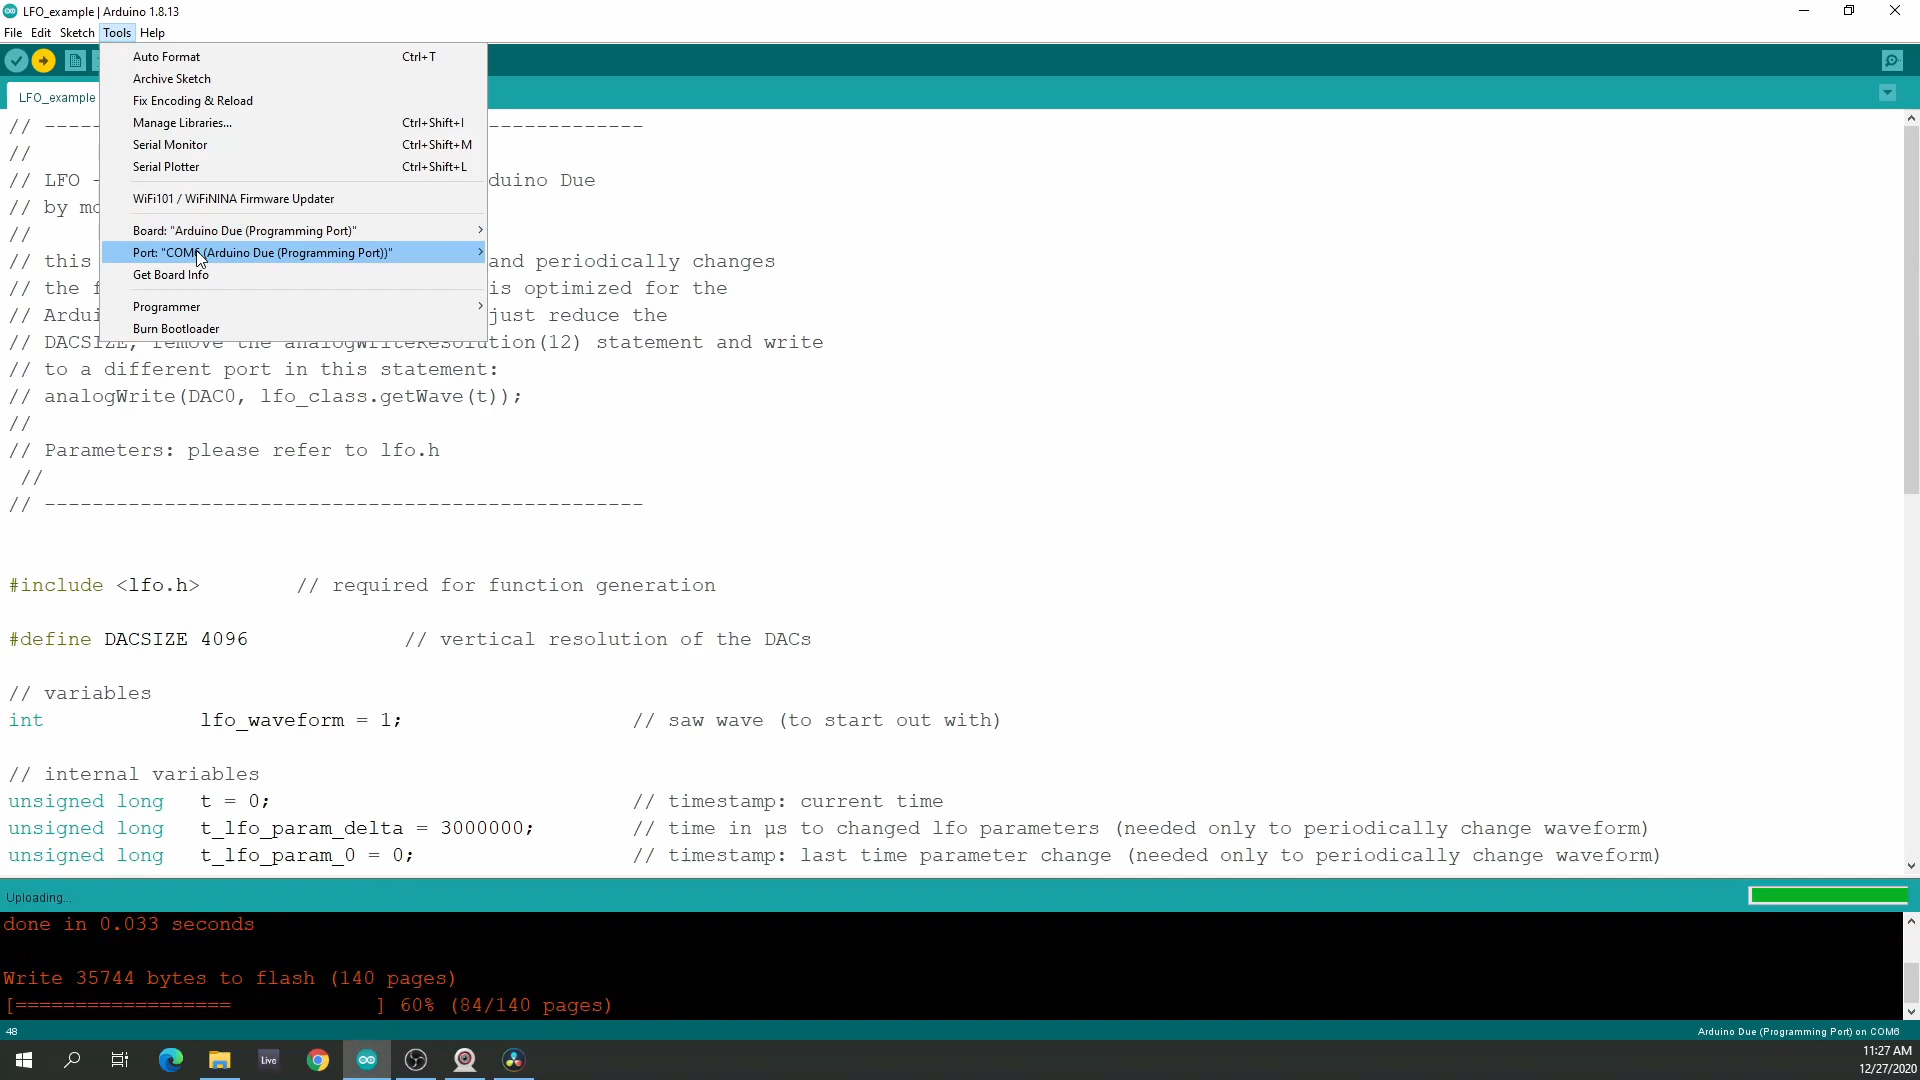 LFO_example | Arduino 1.8.13
File Edit Sketch Tools Help
Auto Format Ctrl+T
Archive Sketch
Fix Encoding & Reload
Manage Libraries... Ctrl+Shift+I
Serial Monitor Ctrl+Shift+M
Serial Plotter Ctrl+Shift+L
WiFi101 / WiFiNINA Firmware Updater
Board: "Arduino Due (Programming Port)"
Port: "COM6 (Arduino Due (Programming Port))"
Get Board Info
Programmer
Burn Bootloader
LFO_example
// ---- -------------
//
// LFO - duino Due
// by mo
//
// this and periodically changes
// the f is optimized for the
// Ardui just reduce the
// DACSIZE, remove the analogWriteResolution(12) statement and write
// to a different port in this statement:
// analogWrite(DAC0, lfo_class.getWave(t));
//
// Parameters: please refer to lfo.h
//
// --------------------------------------------------
#include <lfo.h> // required for function generation
#define DACSIZE 4096 // vertical resolution of the DACs
// variables
int lfo_waveform = 1; // saw wave (to start out with)
// internal variables
unsigned long t = 0; // timestamp: current time
unsigned long t_lfo_param_delta = 3000000; // time in µs to changed lfo parameters (needed only to periodically change waveform)
unsigned long t_lfo_param_0 = 0; // timestamp: last time parameter change (needed only to periodically change waveform)
Uploading...
done in 0.033 seconds
Write 35744 bytes to flash (140 pages)
[================== ] 60% (84/140 pages)
48 Arduino Due (Programming Port) on COM6
Live
11:27 AM
12/27/2020